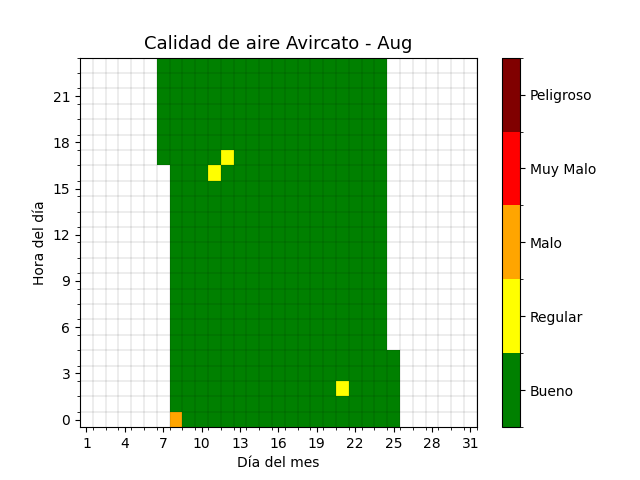 Calidad de aire Avircato - Aug
Hora del día
21
18
15
12
9
6
3
0
1 4 7 10 13 16 19 22 25 28 31
Día del mes
Peligroso
Muy Malo
Malo
Regular
Bueno